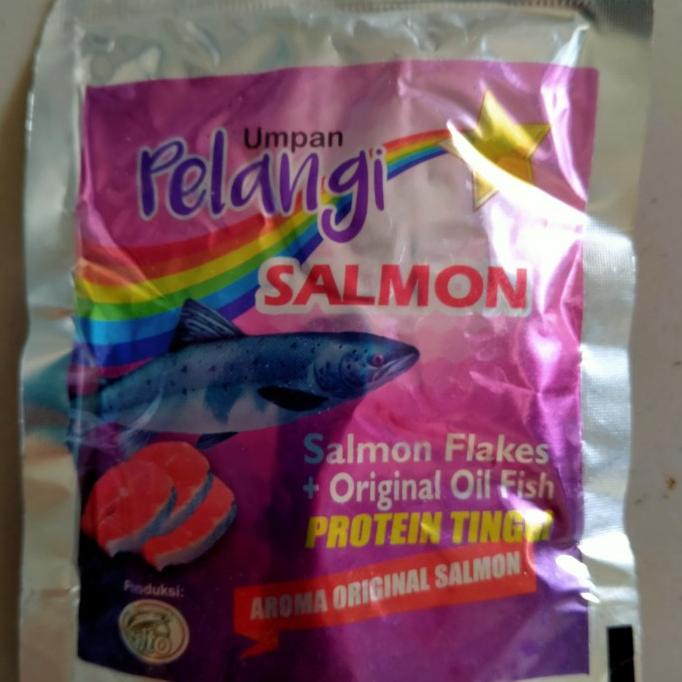 Umpan
Pelangi
SALMON
Salmon Flakes
+ Original Oil Fish
PROTEIN TINGGI
AROMA ORIGINAL SALMON
Produksi: